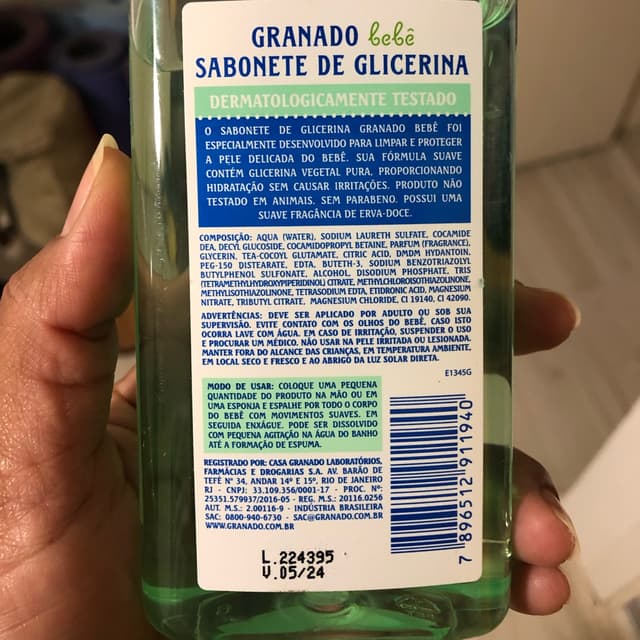 GRANADO bebê
SABONETE DE GLICERINA
DERMATOLOGICAMENTE TESTADO
O SABONETE DE GLICERINA GRANADO BEBÊ FOI
ESPECIALMENTE DESENVOLVIDO PARA LIMPAR E PROTEGER
A PELE DELICADA DO BEBÊ. SUA FÓRMULA SUAVE
CONTÉM GLICERINA VEGETAL PURA, PROPORCIONANDO
HIDRATAÇÃO SEM CAUSAR IRRITAÇÕES. PRODUTO NÃO
TESTADO EM ANIMAIS. SEM PARABENO. POSSUI UMA
SUAVE FRAGÂNCIA DE ERVA-DOCE.
COMPOSIÇÃO: AQUA (WATER), SODIUM LAURETH SULFATE, COCAMIDE
DEA, DECYL GLUCOSIDE, COCAMIDOPROPYL BETAINE, PARFUM (FRAGRANCE),
GLYCERIN, TEA-COCOYL GLUTAMATE, CITRIC ACID, DMDM HYDANTOIN,
PEG-150 DISTEARATE, EDTA, BUTETH-3, SODIUM BENZOTRIAZOLYL
BUTYLPHENOL SULFONATE, ALCOHOL, DISODIUM PHOSPHATE, TRIS
(TETRAMETHYLHYDROXYPIPERIDINOL) CITRATE, METHYLCHLOROISOTHIAZOLINONE,
METHYLISOTHIAZOLINONE, TETRASODIUM EDTA, ETIDRONIC ACID, MAGNESIUM
NITRATE, TRIBUTYL CITRATE, MAGNESIUM CHLORIDE, CI 19140, CI 42090.
ADVERTÊNCIAS: DEVE SER APLICADO POR ADULTO OU SOB SUA
SUPERVISÃO. EVITE CONTATO COM OS OLHOS DO BEBÊ, CASO ISTO
OCORRA LAVE COM ÁGUA. EM CASO DE IRRITAÇÃO, SUSPENDER O USO
E PROCURAR UM MÉDICO. NÃO USAR NA PELE IRRITADA OU LESIONADA.
MANTER FORA DO ALCANCE DAS CRIANÇAS, EM TEMPERATURA AMBIENTE,
EM LOCAL SECO E FRESCO E AO ABRIGO DA LUZ SOLAR DIRETA.
E1345G
MODO DE USAR: COLOQUE UMA PEQUENA
QUANTIDADE DO PRODUTO NA MÃO OU EM
UMA ESPONJA E ESPALHE POR TODO O CORPO
DO BEBÊ COM MOVIMENTOS SUAVES. EM
SEGUIDA ENXÁGUE. PODE SER DISSOLVIDO
COM PEQUENA AGITAÇÃO NA ÁGUA DO BANHO
ATÉ A FORMAÇÃO DE ESPUMA.
REGISTRADO POR: CASA GRANADO LABORATÓRIOS,
FARMÁCIAS E DROGARIAS S.A. AV. BARÃO DE
TEFÉ Nº 34, ANDAR 14º E 15º, RIO DE JANEIRO
RJ - CNPJ: 33.109.356/0001-17 - PROC. Nº:
25351.579937/2016-05 - REG. M.S.: 20116.0256
AUT. M.S.: 2.00116-9 - INDÚSTRIA BRASILEIRA
SAC: 0800-940-6730 - SAC@GRANADO.COM.BR
WWW.GRANADO.COM.BR
7 896512 911940
L.224395
V.05/24